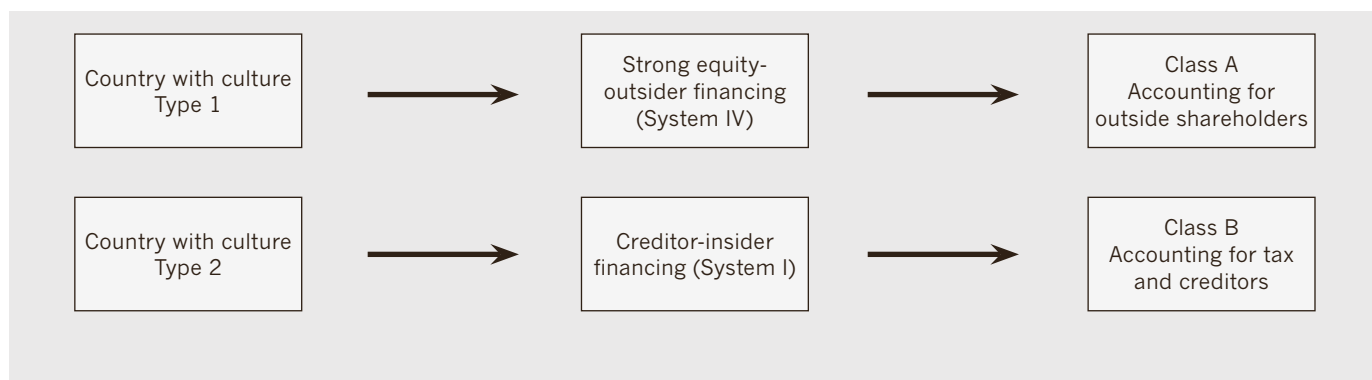 Country with culture
Type 1
Strong equity-
outsider financing
(System IV)
Class A
Accounting for
outside shareholders
Country with culture
Type 2
Creditor-insider
financing (System I)
Class B
Accounting for tax
and creditors